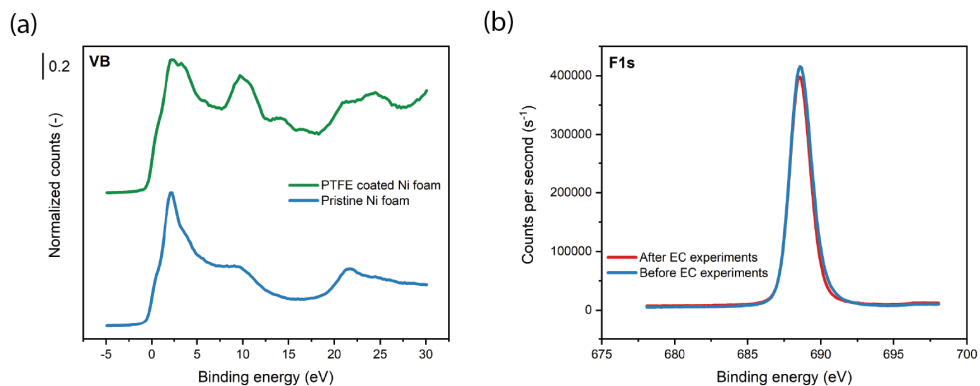 (a)
0.2
VB
Normalized counts (-)
PTFE coated Ni foam
Pristine Ni foam
-5 0 5 10 15 20 25 30
Binding energy (eV)
(b)
F1s
Counts per second (s⁻¹)
400000
300000
200000
100000
0
After EC experiments
Before EC experiments
675 680 685 690 695 700
Binding energy (eV)